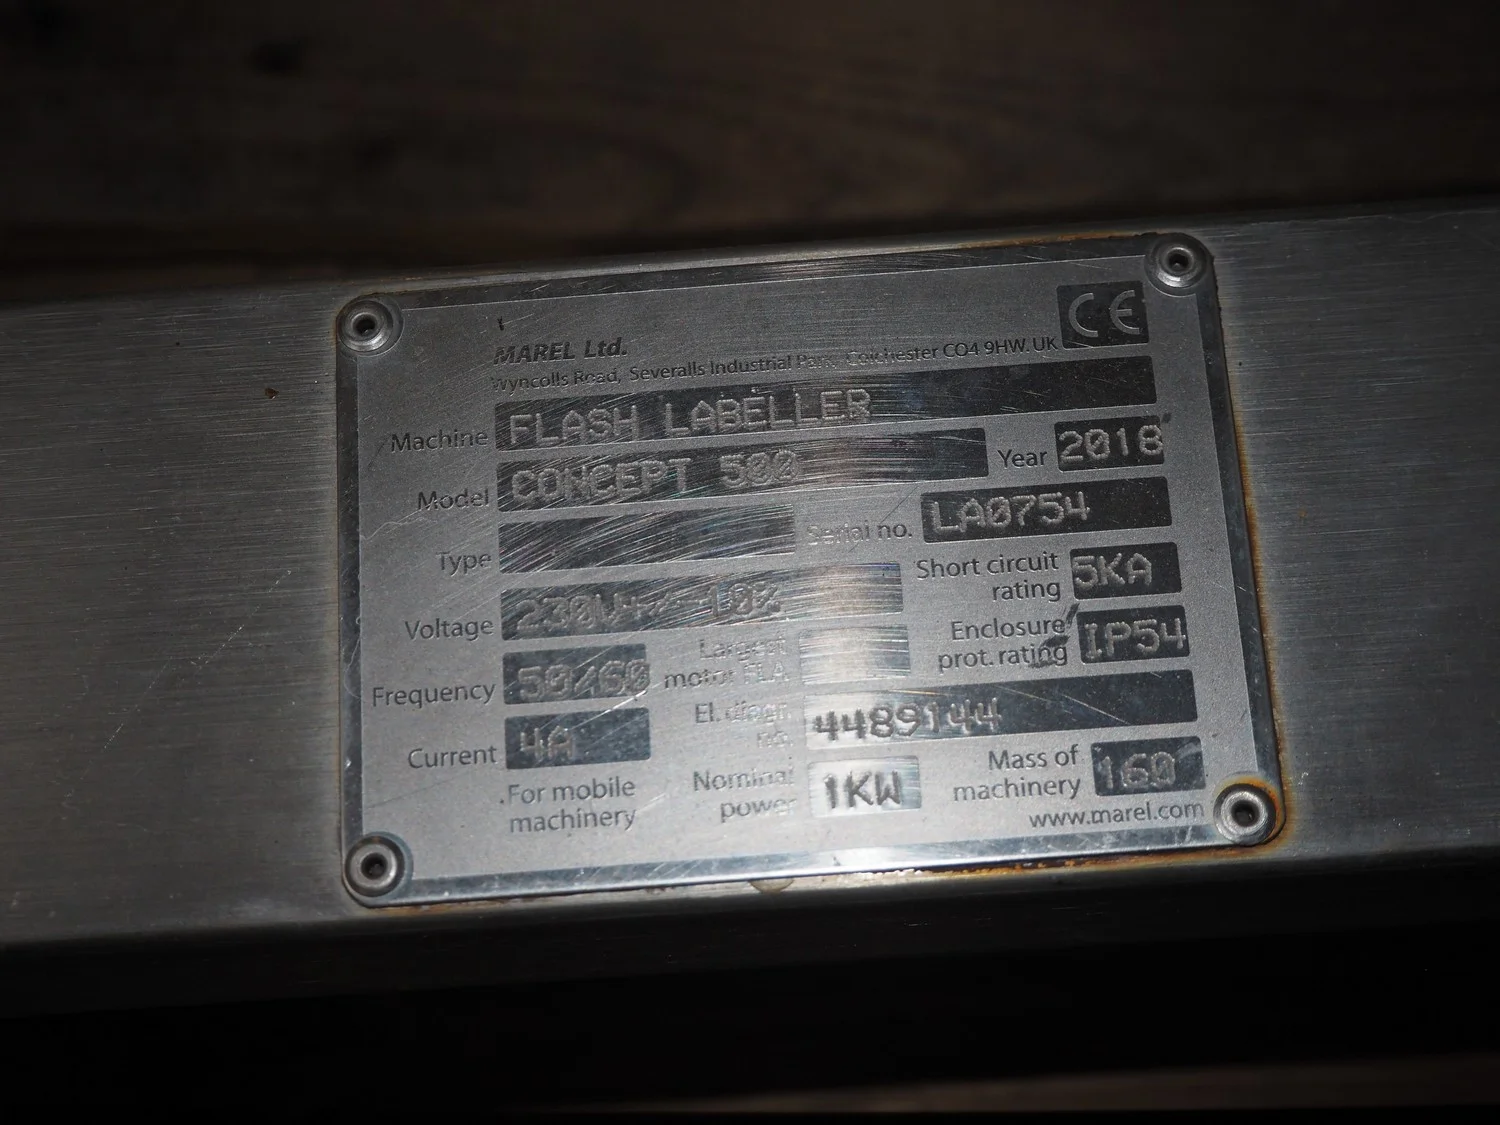 CE
MAREL Ltd.
Wyncolls Road, Severalls Industrial Park, Colchester CO4 9HW. UK
Machine FLASH LABELLER
Model CONCEPT 500 Year 2018
Type Serial no. LA0754
Voltage 230V+/- 10% Short circuit rating 5KA
Frequency 50/60 Largest motor FLA Enclosure prot. rating IP54
Current 4A El. diagr. no. 4489144
For mobile machinery Nominal power 1KW Mass of machinery 160
www.marel.com